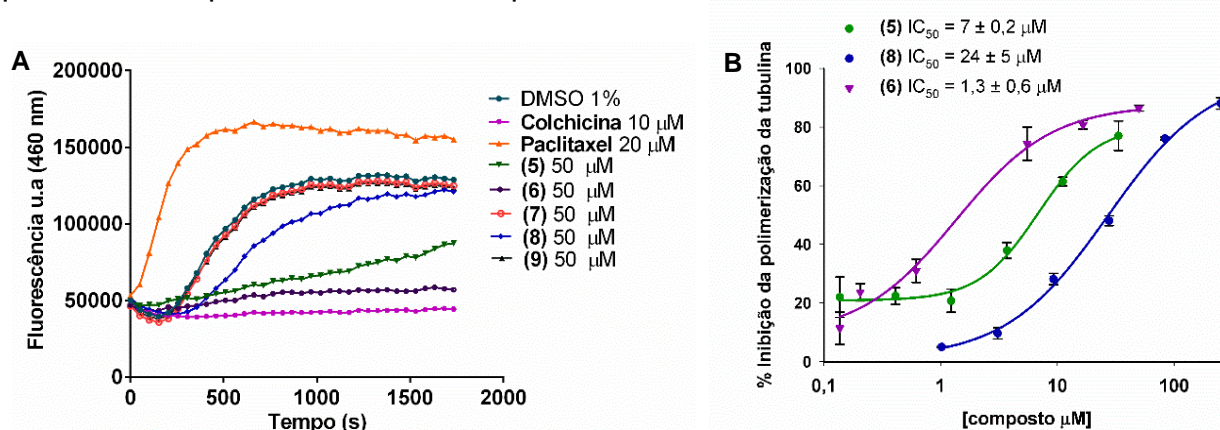 A
Fluorescência u.a (460 nm)
200000
150000
100000
50000
0
0
500
1000
1500
2000
Tempo (s)
DMSO 1%
Colchicina 10 μM
Paclitaxel 20 μM
(5) 50 μM
(6) 50 μM
(7) 50 μM
(8) 50 μM
(9) 50 μM
B
(5) IC50 = 7 ± 0,2 μM
(8) IC50 = 24 ± 5 μM
(6) IC50 = 1,3 ± 0,6 μM
% Inibição da polimerização da tubulina
100
80
60
40
20
0
0,1
1
10
100
[composto μM]